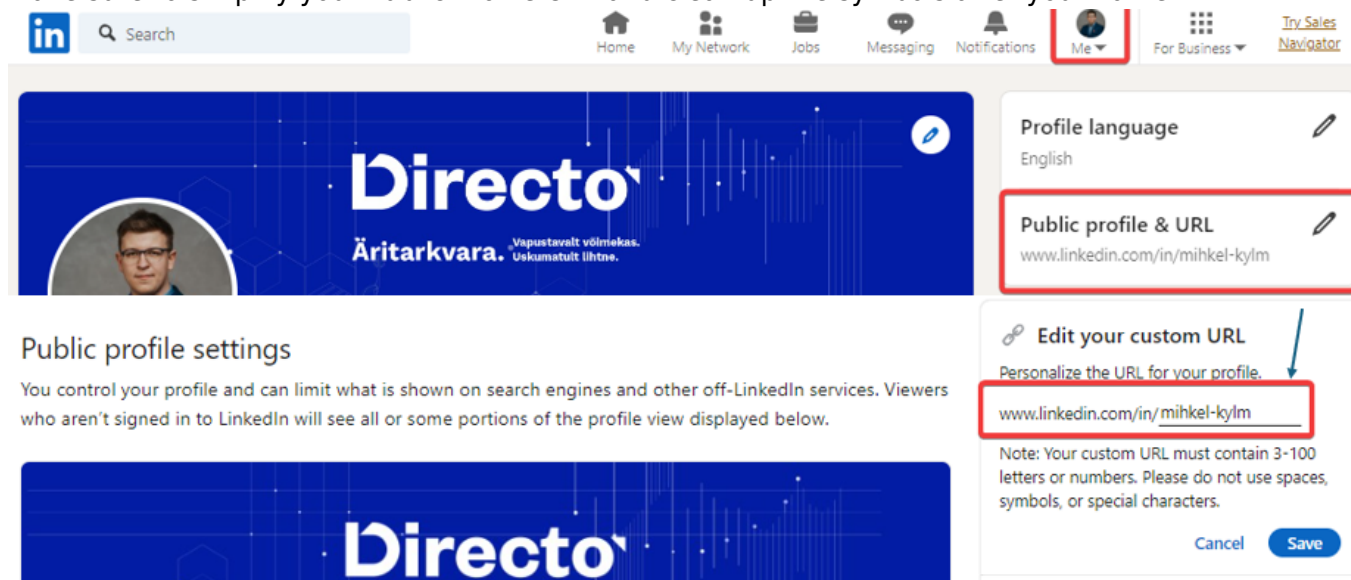 in
Search
Home
My Network
Jobs
Messaging
Notifications
Me
For Business
Try Sales
Navigator
Directo
Äritarkvara.
Vapustavalt võimekas.
Uskumatult lihtne.
Profile language
English
Public profile & URL
www.linkedin.com/in/mihkel-kylm
Public profile settings
You control your profile and can limit what is shown on search engines and other off-LinkedIn services. Viewers
who aren't signed in to LinkedIn will see all or some portions of the profile view displayed below.
Directo
Edit your custom URL
Personalize the URL for your profile.
www.linkedin.com/in/mihkel-kylm
Note: Your custom URL must contain 3-100
letters or numbers. Please do not use spaces,
symbols, or special characters.
Cancel
Save